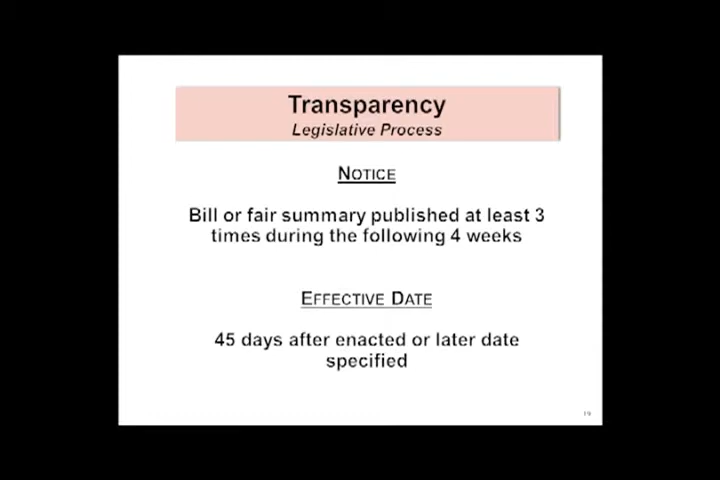 Transparency
Legislative Process
NOTICE
Bill or fair summary published at least 3
times during the following 4 weeks
EFFECTIVE DATE
45 days after enacted or later date
specified
19